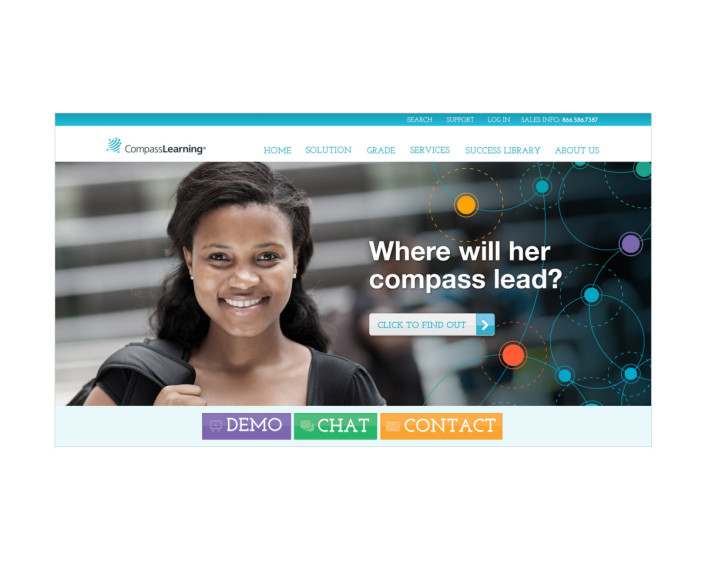 SEARCH SUPPORT LOG IN SALES INFO: 866.586.7387
CompassLearning®
HOME SOLUTION GRADE SERVICES SUCCESS LIBRARY ABOUT US
Where will her
compass lead?
CLICK TO FIND OUT
DEMO CHAT CONTACT